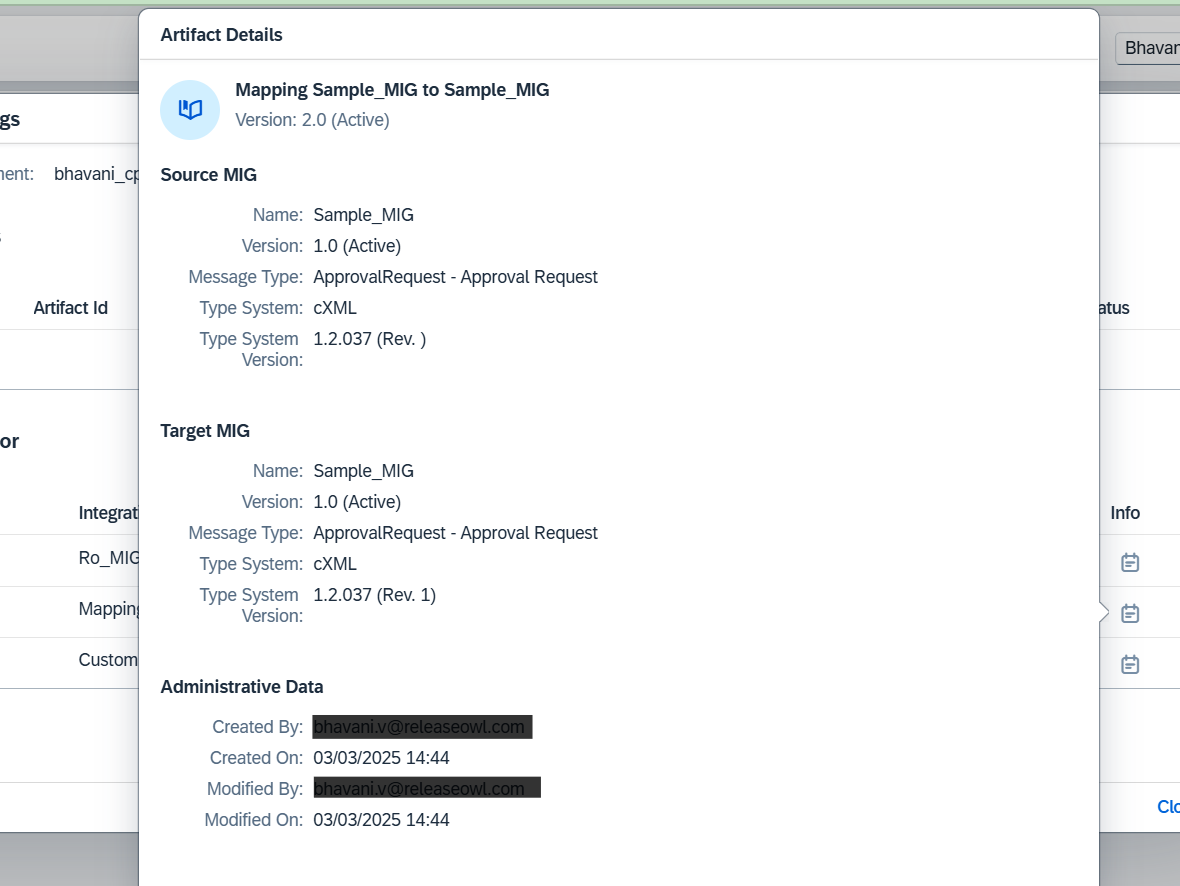 Artifact Details
Bhavan
Mapping Sample_MIG to Sample_MIG
Version: 2.0 (Active)
gs
Source MIG
nent: bhavani_cp
Name: Sample_MIG
Version: 1.0 (Active)
Message Type: ApprovalRequest - Approval Request
Artifact Id
Type System: cXML
atus
Type System Version: 1.2.037 (Rev. )
Target MIG
or
Name: Sample_MIG
Version: 1.0 (Active)
Integrat
Info
Message Type: ApprovalRequest - Approval Request
Ro_MIG
Type System: cXML
Type System Version: 1.2.037 (Rev. 1)
Mapping
Custom
Administrative Data
Created By: bhavani.v@releaseowl.com
Created On: 03/03/2025 14:44
Modified By: bhavani.v@releaseowl.com
Modified On: 03/03/2025 14:44
Clo